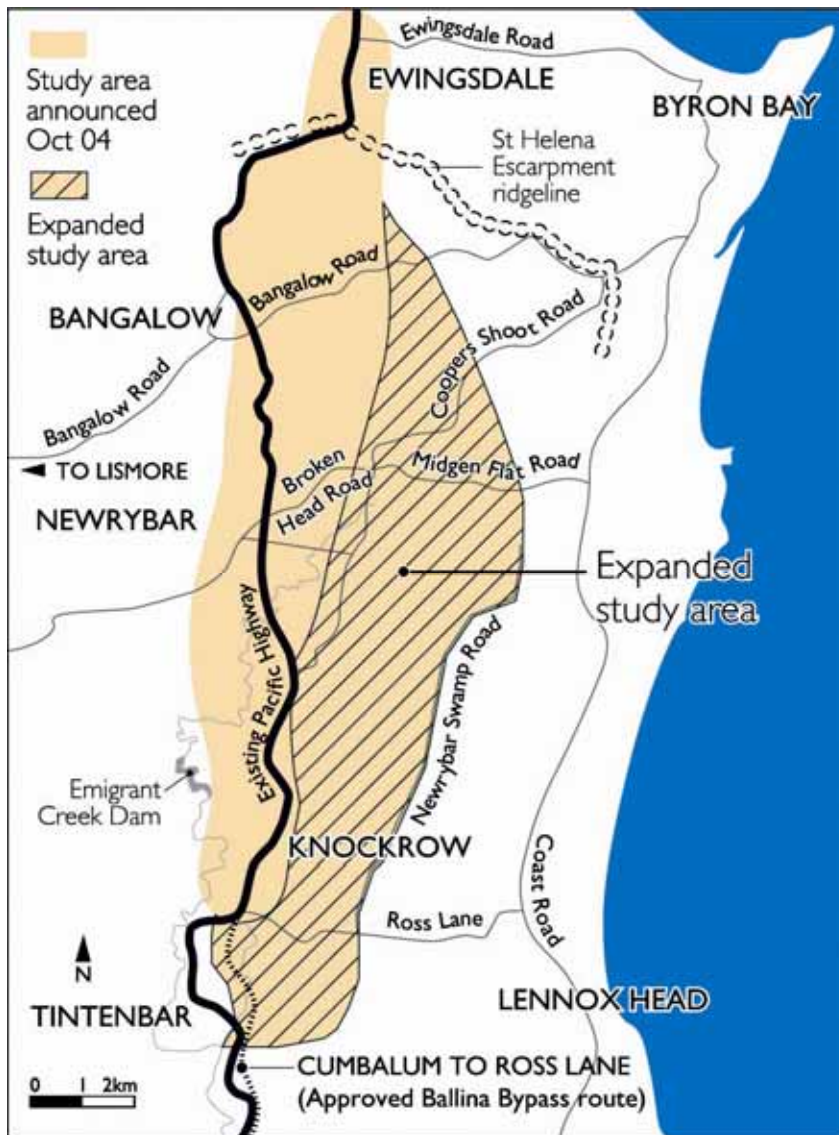 Study area
announced
Oct 04
Expanded
study area
Ewingsdale Road
EWINGSDALE
BYRON BAY
St Helena
Escarpment
ridgeline
Bangalow Road
BANGALOW
Coopers Shoot Road
Bangalow Road
TO LISMORE
Broken
Head Road
Midgen Flat Road
NEWRYBAR
Expanded
study area
Existing Pacific Highway
Newrybar Swamp Road
Emigrant
Creek Dam
KNOCKROW
Coast Road
Ross Lane
N
TINTENBAR
LENNOX HEAD
0 1 2km
CUMBALUM TO ROSS LANE
(Approved Ballina Bypass route)